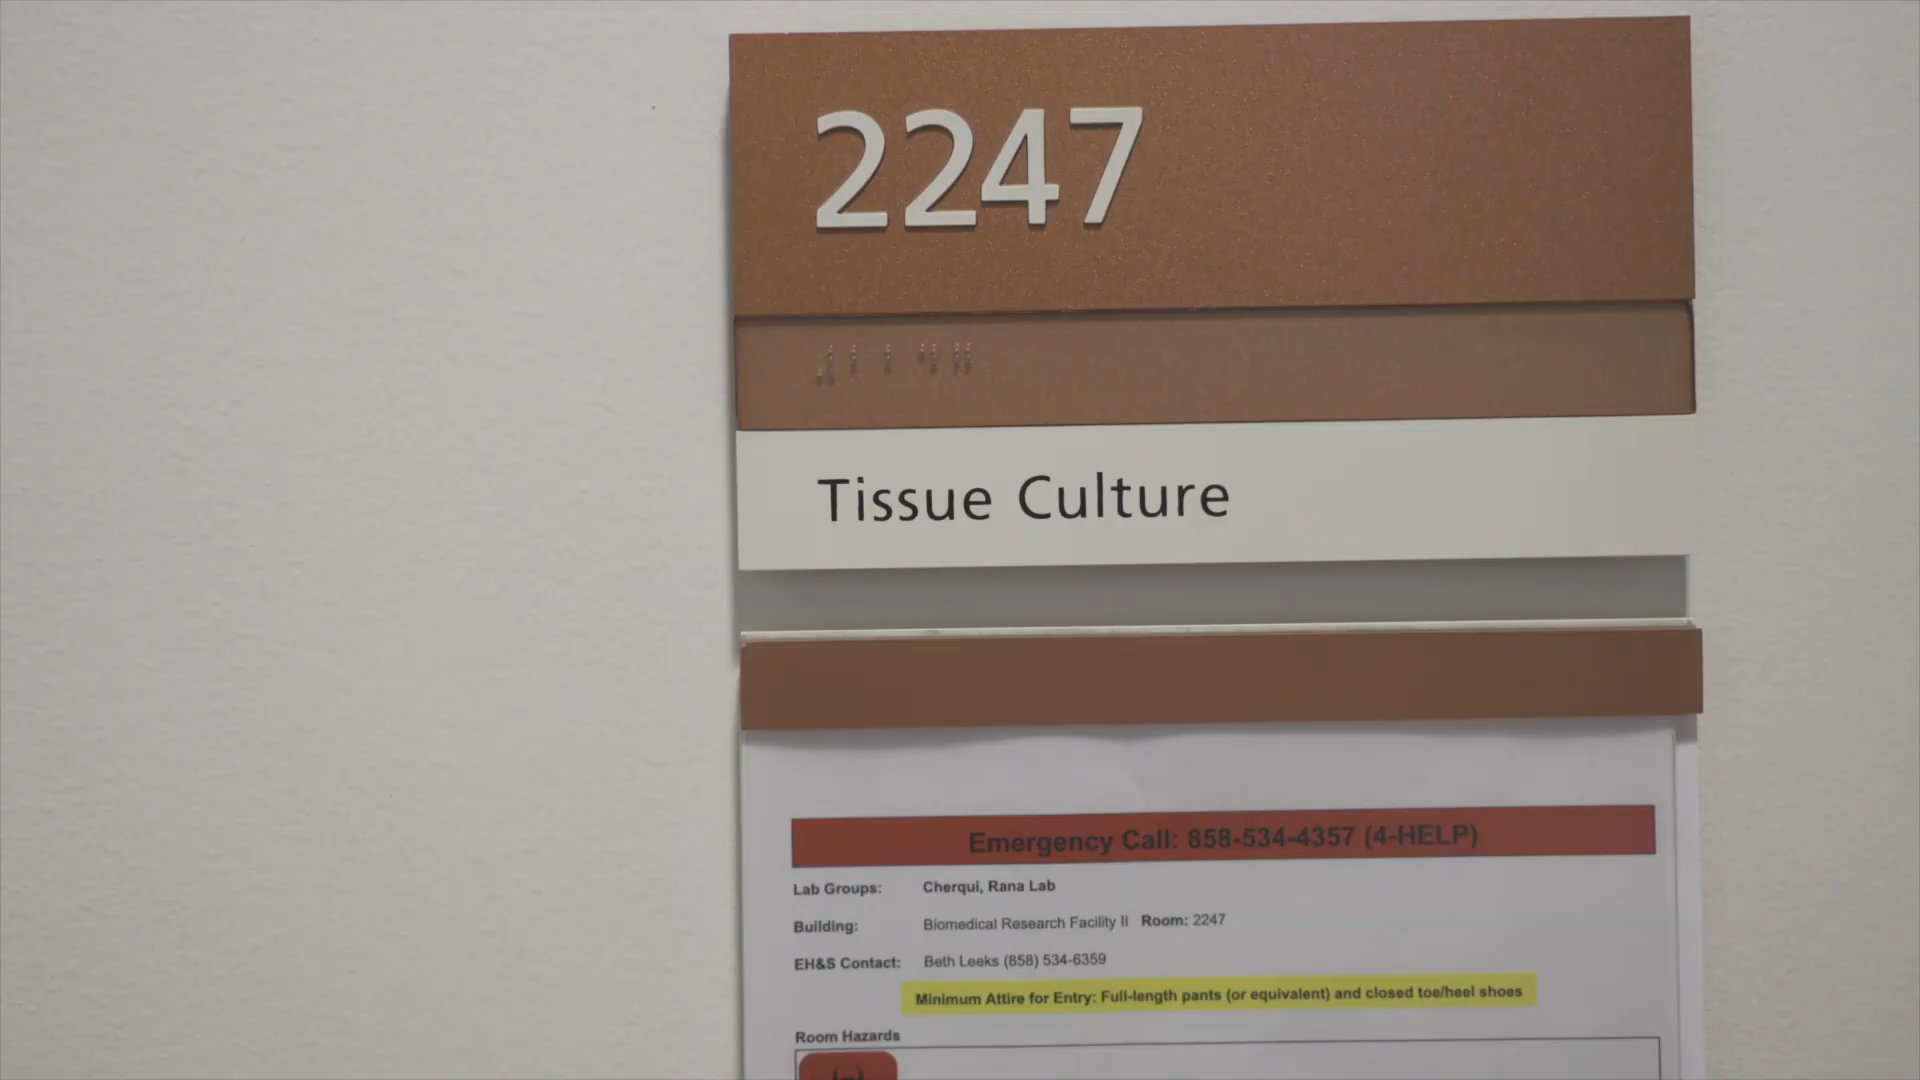 2247
Tissue Culture
Emergency Call: 858-534-4357 (4-HELP)
Lab Groups: Cherqui, Rana Lab
Building: Biomedical Research Facility II Room: 2247
EH&S Contact: Beth Leeks (858) 534-6359
Minimum Attire for Entry: Full-length pants (or equivalent) and closed toe/heel shoes
Room Hazards